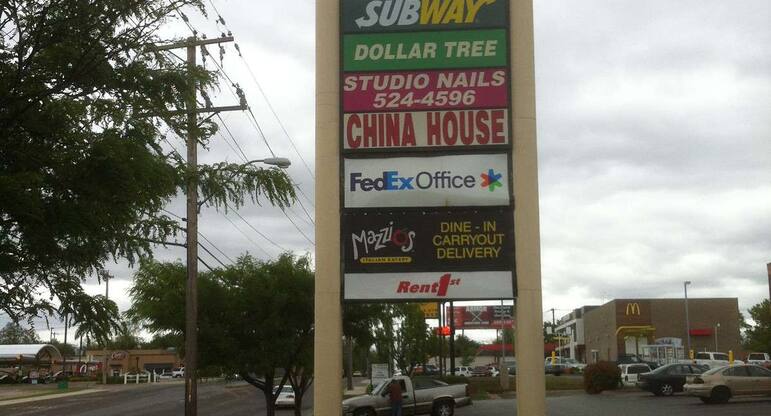 SUBWAY
DOLLAR TREE
STUDIO NAILS
524-4596
CHINA HOUSE
FedEx Office
Mazzio's
ITALIAN EATERY
DINE - IN
CARRYOUT
DELIVERY
Rent 1st
ARMOR